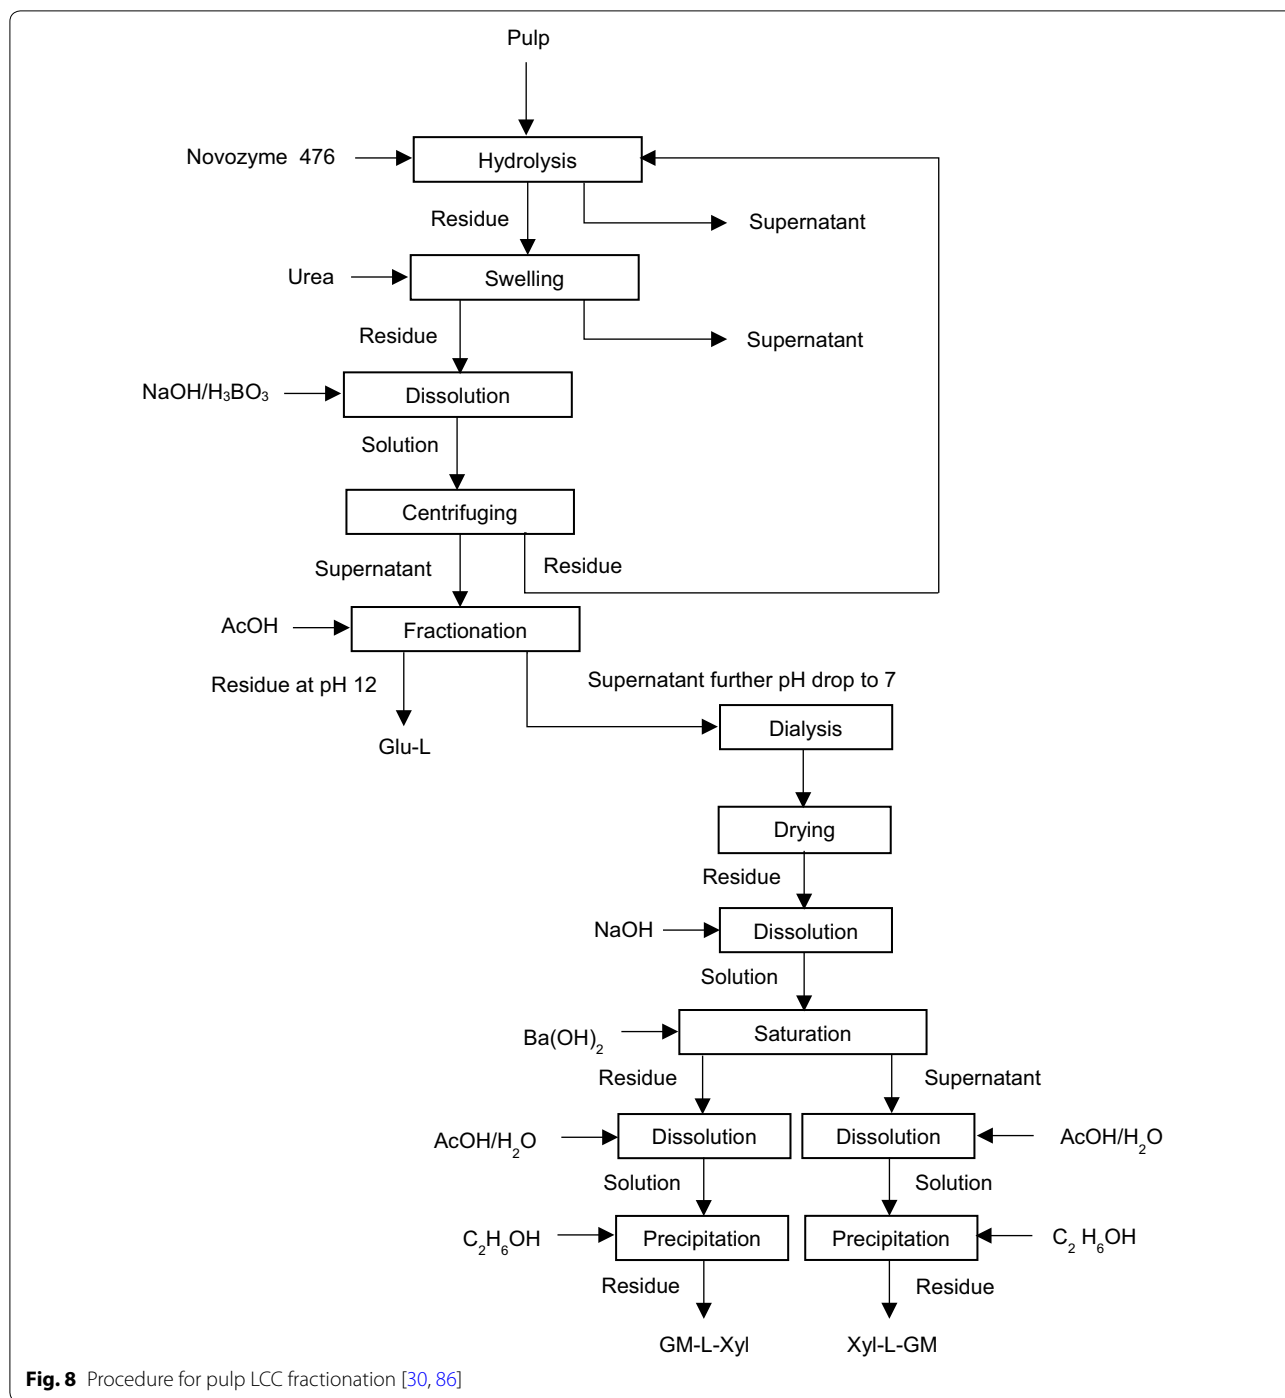 Pulp
Novozyme 476
Hydrolysis
Residue
Supernatant
Urea
Swelling
Residue
Supernatant
NaOH/H₃BO₃
Dissolution
Solution
Centrifuging
Supernatant
Residue
AcOH
Fractionation
Residue at pH 12
Supernatant further pH drop to 7
Glu-L
Dialysis
Drying
Residue
NaOH
Dissolution
Solution
Ba(OH)₂
Saturation
Residue
Supernatant
AcOH/H₂O
Dissolution
Dissolution
AcOH/H₂O
Solution
Solution
C₂H₆OH
Precipitation
Precipitation
C₂ H₆OH
Residue
Residue
GM-L-Xyl
Xyl-L-GM
Fig. 8 Procedure for pulp LCC fractionation [30, 86]